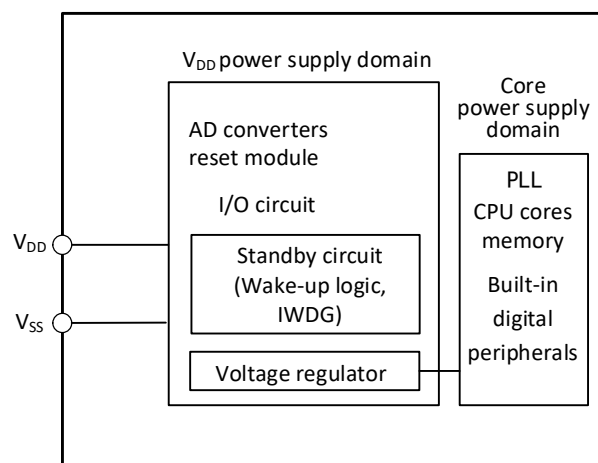 VDD power supply domain
Core
power supply
domain
AD converters
reset module
I/O circuit
Standby circuit
(Wake-up logic,
IWDG)
Voltage regulator
PLL
CPU cores
memory
Built-in
digital
peripherals
VDD
VSS